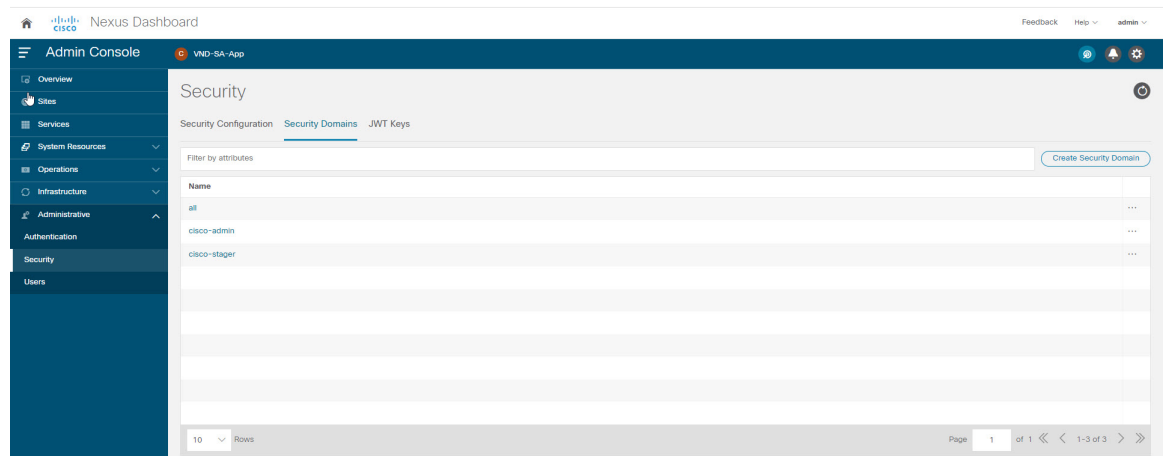 CISCO Nexus Dashboard Feedback Help admin
Admin Console C VND-SA-App
Overview
Sites
Services
System Resources
Operations
Infrastructure
Administrative
Authentication
Security
Users
Security
Security Configuration Security Domains JWT Keys
Filter by attributes Create Security Domain
Name
all ...
cisco-admin ...
cisco-stager ...
10 Rows Page 1 of 1 1-3 of 3